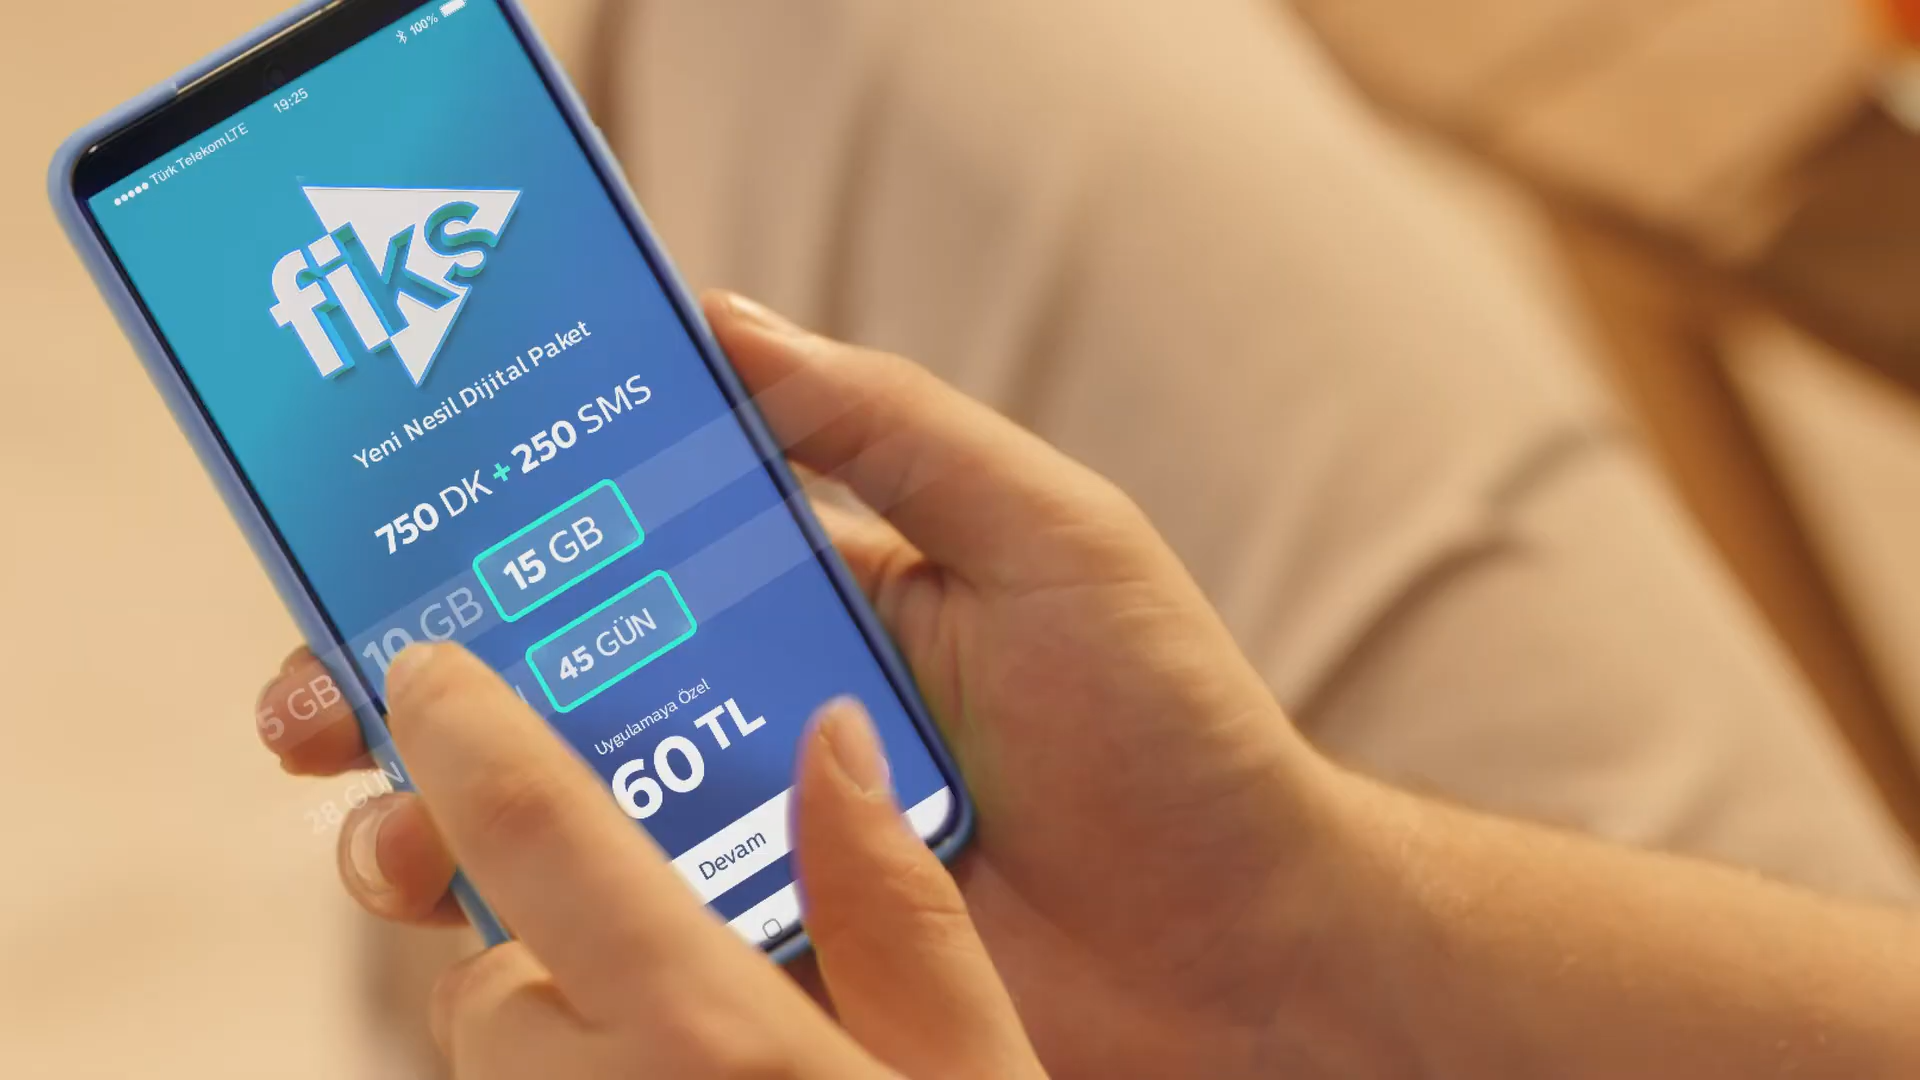 Türk Telekom LTE
19:25
100%
fiks
Yeni Nesil Dijital Paket
750 DK + 250 SMS
5 GB 10 GB 15 GB
28 GÜN 45 GÜN
Uygulamaya Özel
60 TL
Devam